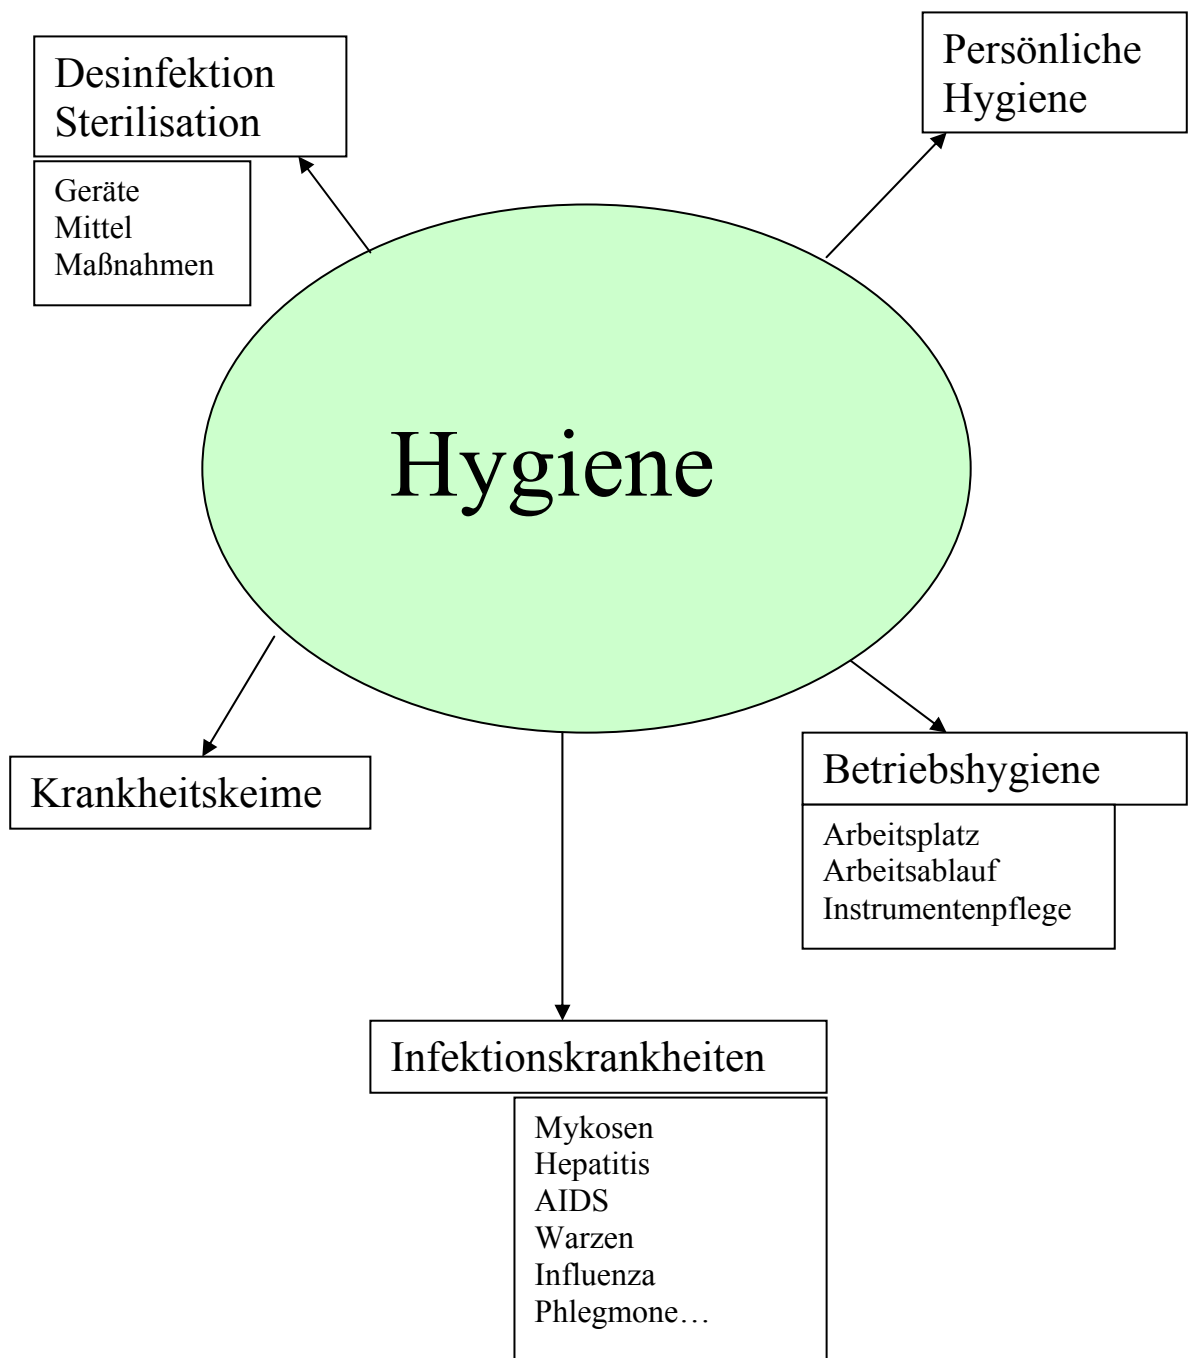 Desinfektion
Sterilisation
Geräte
Mittel
Maßnahmen
Persönliche
Hygiene
Hygiene
Krankheitskeime
Betriebshygiene
Arbeitsplatz
Arbeitsablauf
Instrumentenpflege
Infektionskrankheiten
Mykosen
Hepatitis
AIDS
Warzen
Influenza
Phlegmone…